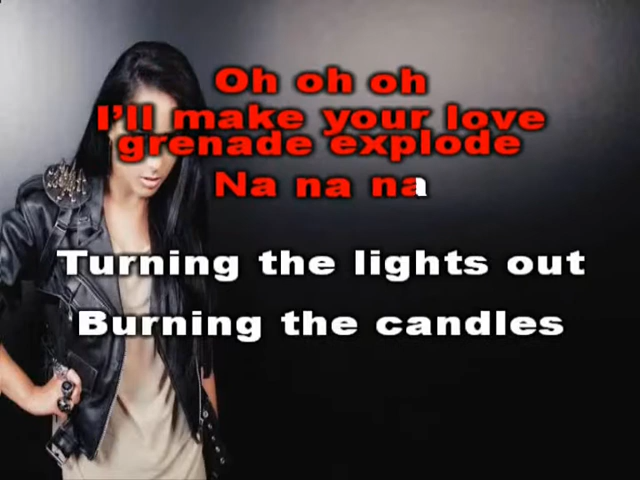 Oh oh oh
I'll make your love
grenade explode
Na na na
Turning the lights out
Burning the candles